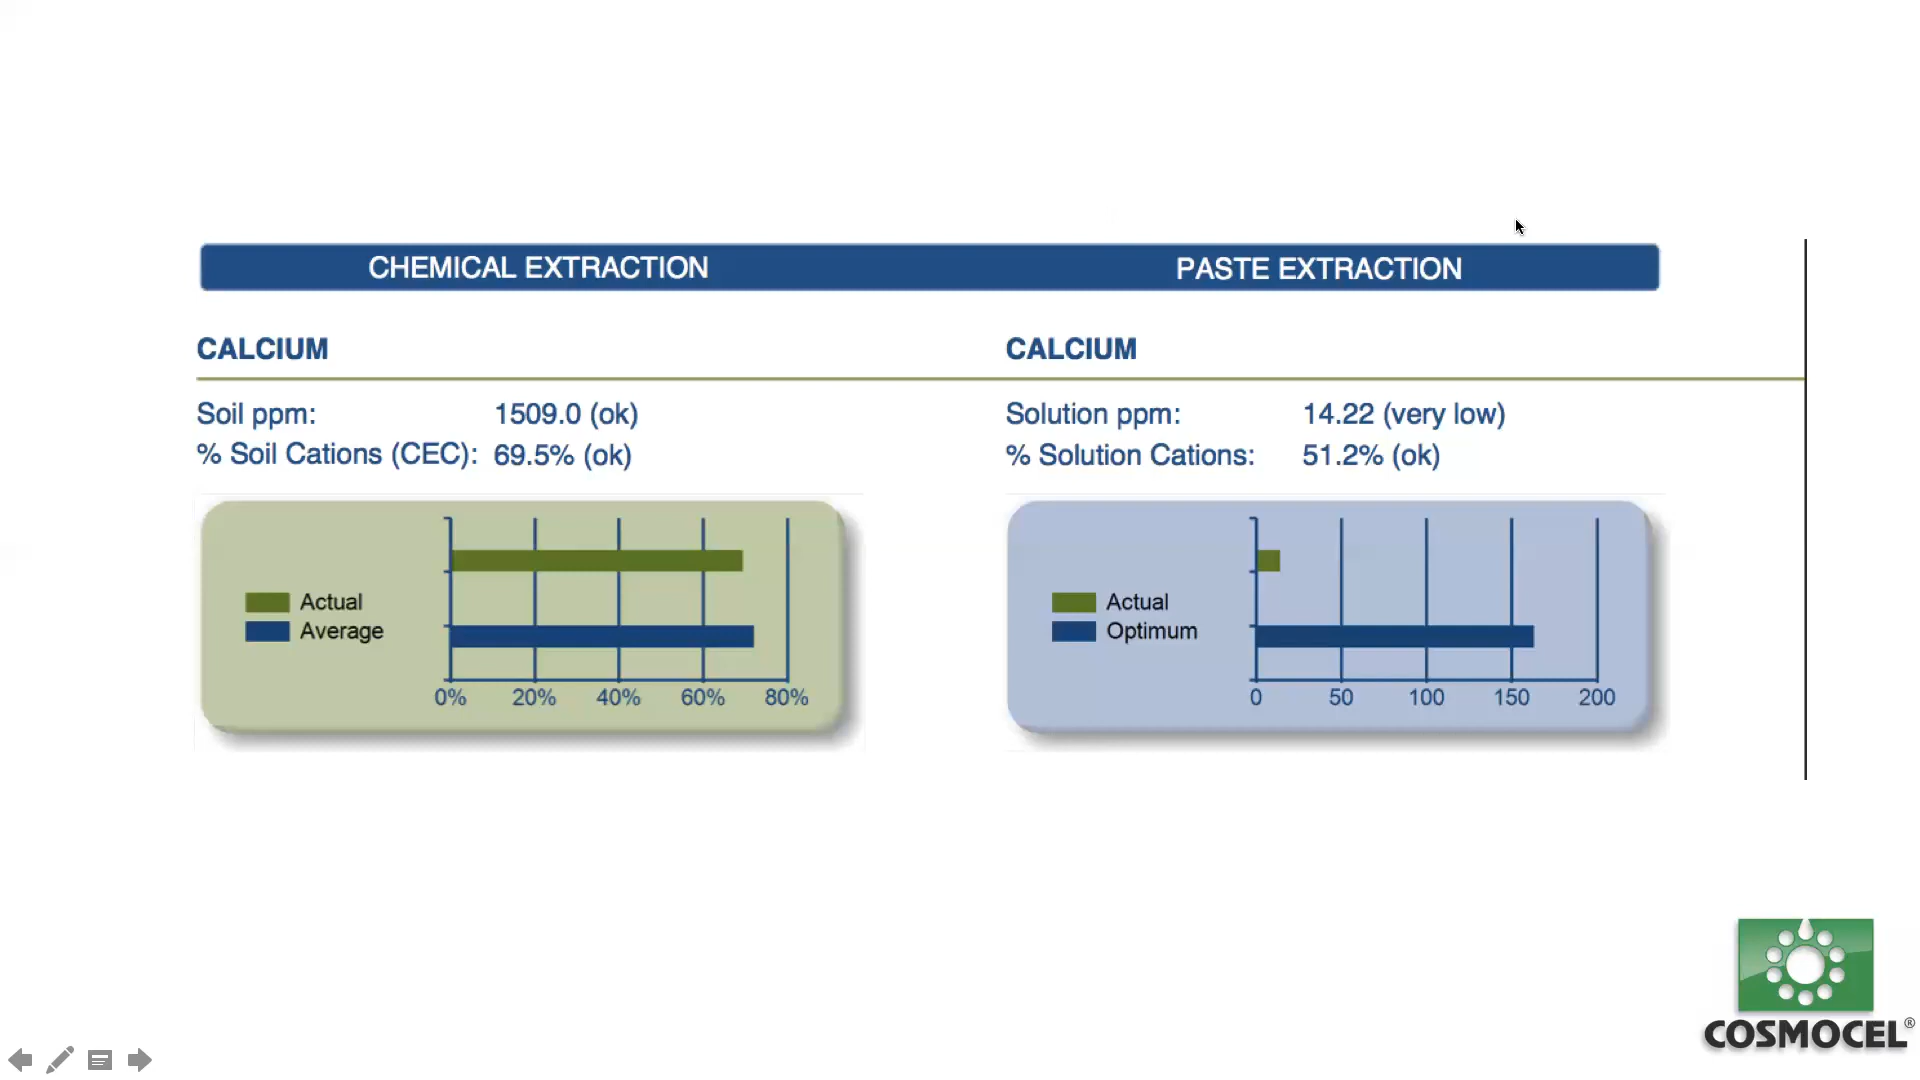 CHEMICAL EXTRACTION
PASTE EXTRACTION
CALCIUM
Soil ppm: 1509.0 (ok)
% Soil Cations (CEC): 69.5% (ok)
Actual
Average
0% 20% 40% 60% 80%
CALCIUM
Solution ppm: 14.22 (very low)
% Solution Cations: 51.2% (ok)
Actual
Optimum
0 50 100 150 200
COSMOCEL®